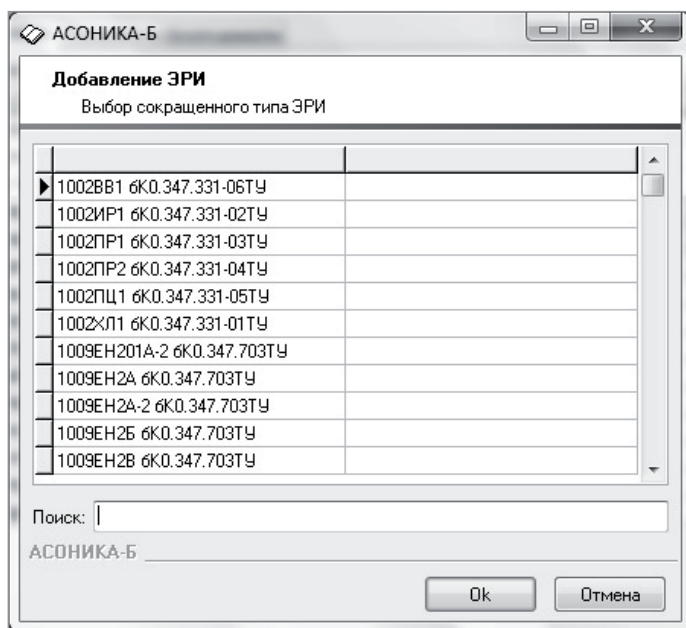 АСОНИКА-Б
Добавление ЭРИ
Выбор сокращенного типа ЭРИ
1002ВВ1 бК0.347.331-06ТУ
1002ИР1 бК0.347.331-02ТУ
1002ПР1 бК0.347.331-03ТУ
1002ПР2 бК0.347.331-04ТУ
1002ПЦ1 бК0.347.331-05ТУ
1002ХЛ1 бК0.347.331-01ТУ
1009ЕН201А-2 бК0.347.703ТУ
1009ЕН2А бК0.347.703ТУ
1009ЕН2А-2 бК0.347.703ТУ
1009ЕН2Б бК0.347.703ТУ
1009ЕН2В бК0.347.703ТУ
Поиск:
АСОНИКА-Б
Ok Отмена